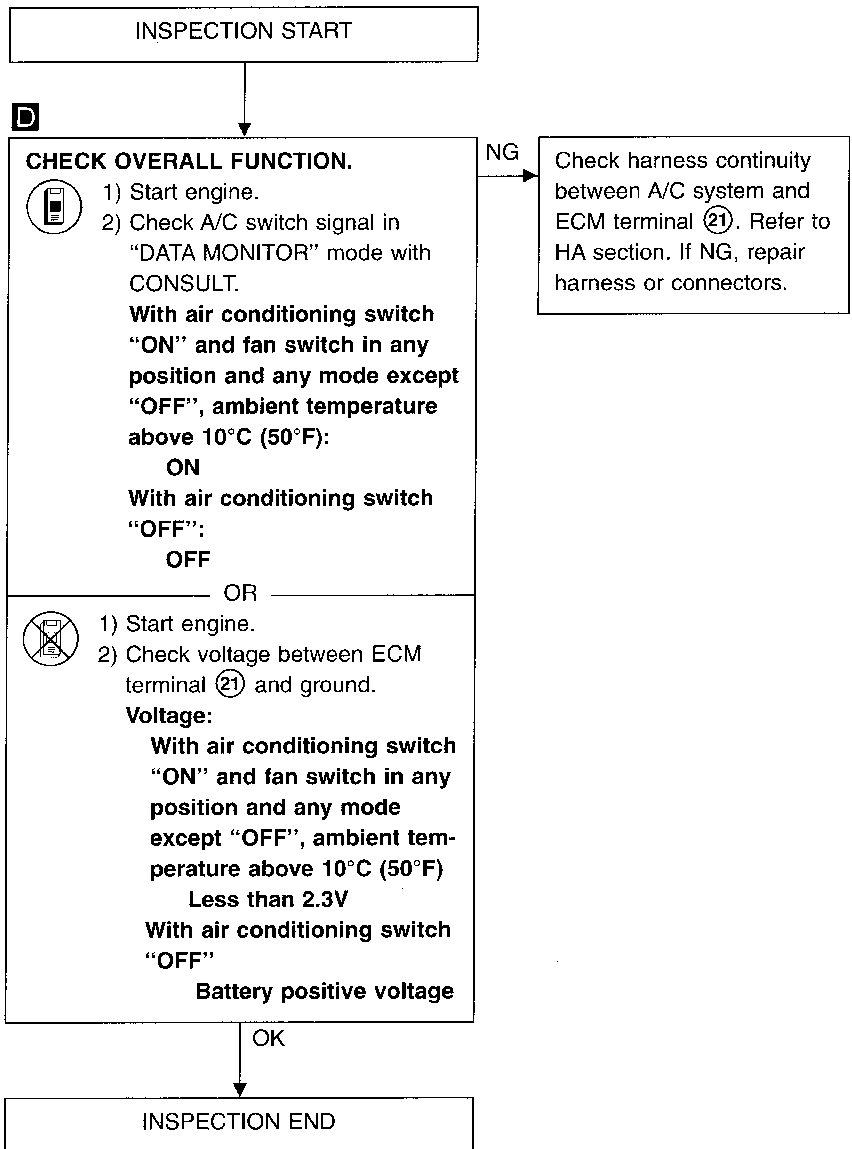 INSPECTION START
D
CHECK OVERALL FUNCTION.
1) Start engine.
2) Check A/C switch signal in
“DATA MONITOR” mode with
CONSULT.
With air conditioning switch
“ON” and fan switch in any
position and any mode except
“OFF”, ambient temperature
above 10°C (50°F):
ON
With air conditioning switch
“OFF”:
OFF
NG
Check harness continuity
between A/C system and
ECM terminal ㉑. Refer to
HA section. If NG, repair
harness or connectors.
OR
1) Start engine.
2) Check voltage between ECM
terminal ㉑ and ground.
Voltage:
With air conditioning switch
“ON” and fan switch in any
position and any mode
except “OFF”, ambient tem-
perature above 10°C (50°F)
Less than 2.3V
With air conditioning switch
“OFF”
Battery positive voltage
OK
INSPECTION END